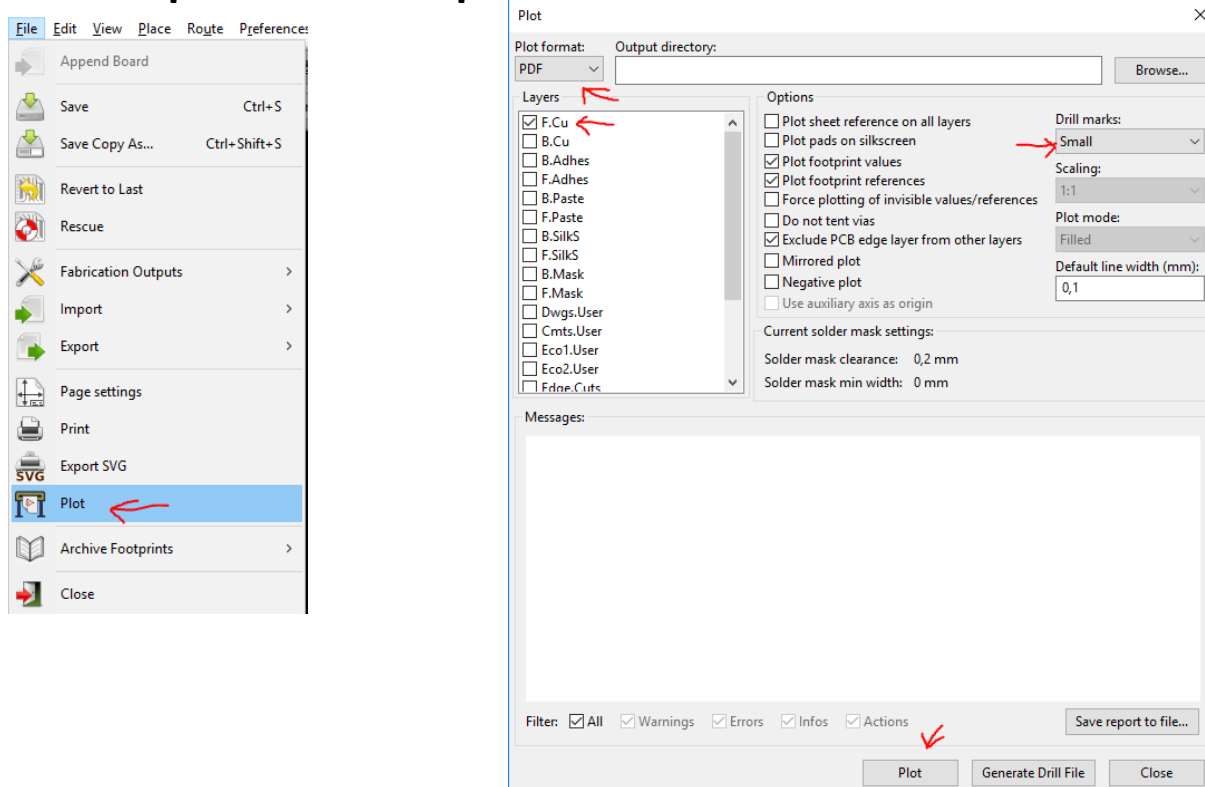 File Edit View Place Route Preferences
Append Board
Save Ctrl+S
Save Copy As... Ctrl+Shift+S
Revert to Last
Rescue
Fabrication Outputs
Import
Export
Page settings
Print
SVG Export SVG
Plot
Archive Footprints
Close
Plot
Plot format: Output directory:
PDF Browse...
Layers
F.Cu
B.Cu
B.Adhes
F.Adhes
B.Paste
F.Paste
B.SilkS
F.SilkS
B.Mask
F.Mask
Dwgs.User
Cmts.User
Eco1.User
Eco2.User
Edge.Cuts
Options
Plot sheet reference on all layers
Plot pads on silkscreen
Plot footprint values
Plot footprint references
Force plotting of invisible values/references
Do not tent vias
Exclude PCB edge layer from other layers
Mirrored plot
Negative plot
Use auxiliary axis as origin
Drill marks:
Small
Scaling:
1:1
Plot mode:
Filled
Default line width (mm):
0,1
Current solder mask settings:
Solder mask clearance: 0,2 mm
Solder mask min width: 0 mm
Messages:
Filter: All Warnings Errors Infos Actions Save report to file...
Plot Generate Drill File Close